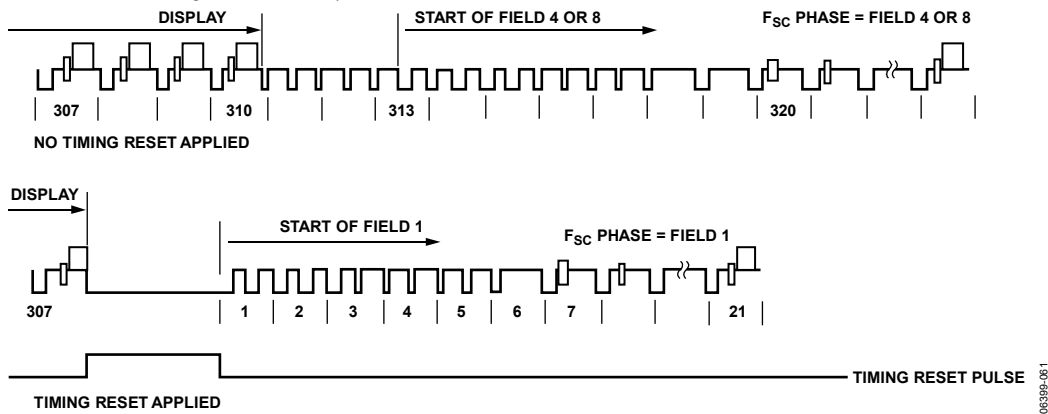 DISPLAY START OF FIELD 4 OR 8 FSC PHASE = FIELD 4 OR 8
307 310 313 320
NO TIMING RESET APPLIED
DISPLAY
START OF FIELD 1 FSC PHASE = FIELD 1
307 1 2 3 4 5 6 7 21
TIMING RESET PULSE
TIMING RESET APPLIED
06399-061